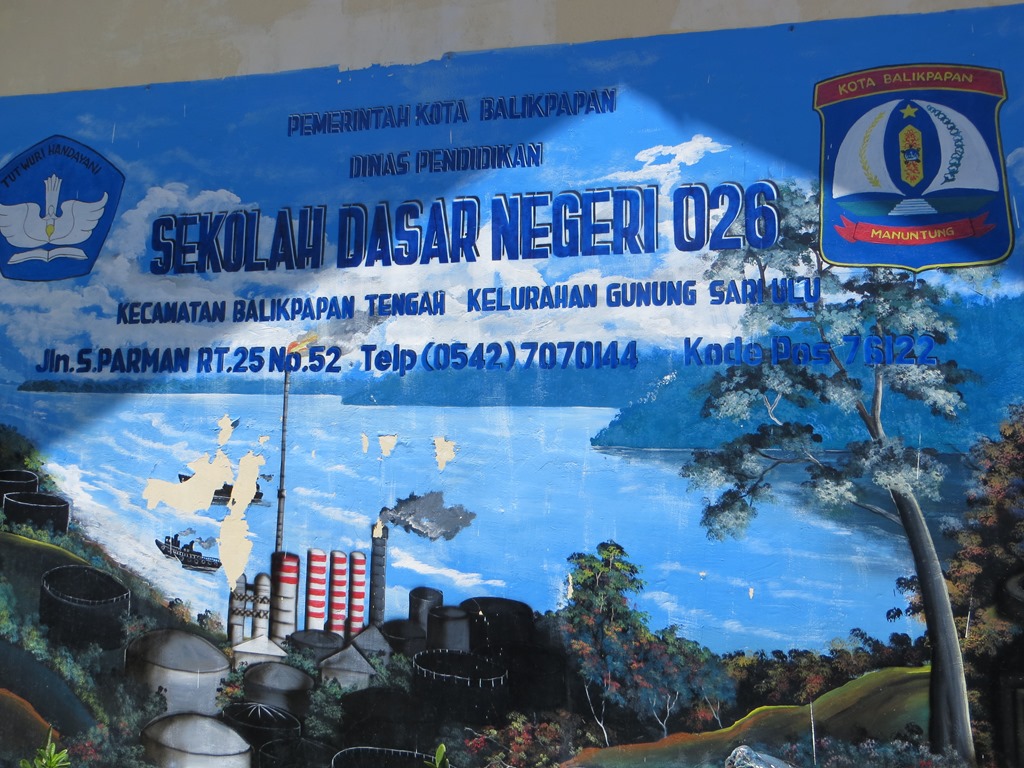 PEMERINTAH KOTA BALIKPAPAN
DINAS PENDIDIKAN
SEKOLAH DASAR NEGERI 026
KECAMATAN BALIKPAPAN TENGAH KELURAHAN GUNUNG SARI ULU
Jln.S.PARMAN RT.25 No.52 Telp (0542) 7070144 Kode Pos 76122
TUT WURI HANDAYANI
KOTA BALIKPAPAN
MANUNTUNG